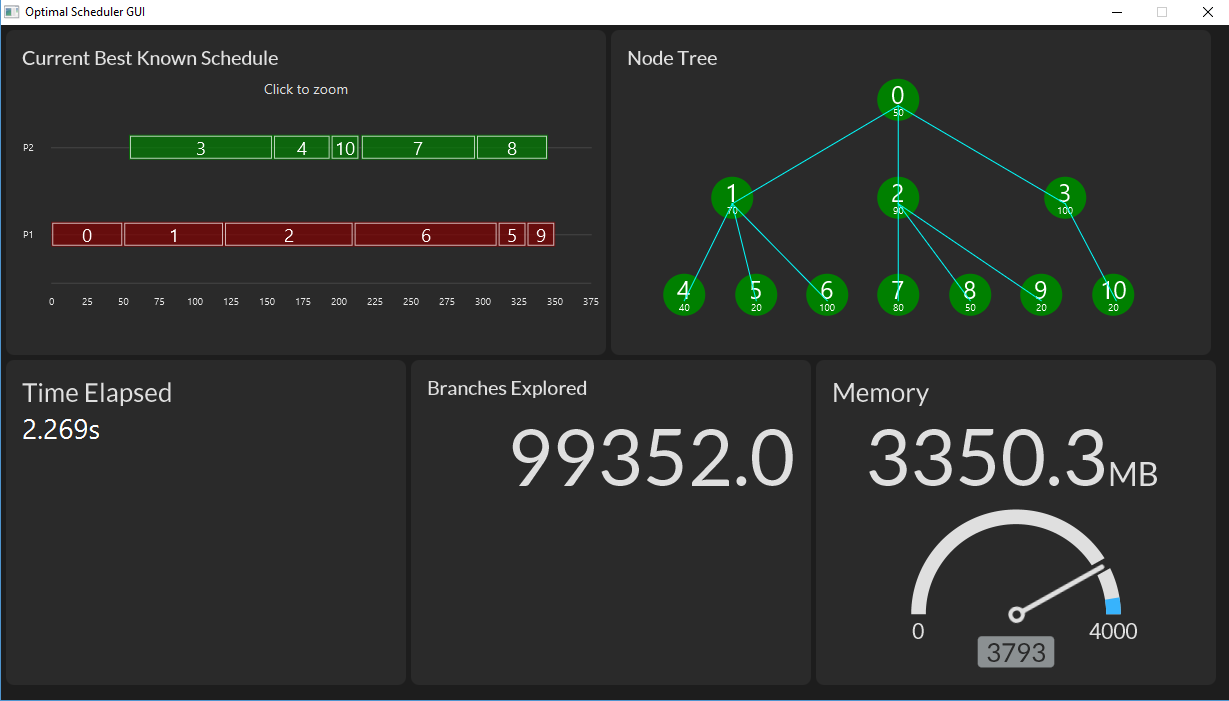 Optimal Scheduler GUI
Current Best Known Schedule
Click to zoom
P2
3 4 10 7 8
P1
0 1 2 6 5 9
0 25 50 75 100 125 150 175 200 225 250 275 300 325 350 375
Node Tree
0
50
1 2 3
70 90 100
4 5 6 7 8 9 10
40 20 100 80 50 20 20
Time Elapsed
2.269s
Branches Explored
99352.0
Memory
3350.3MB
0 4000
3793